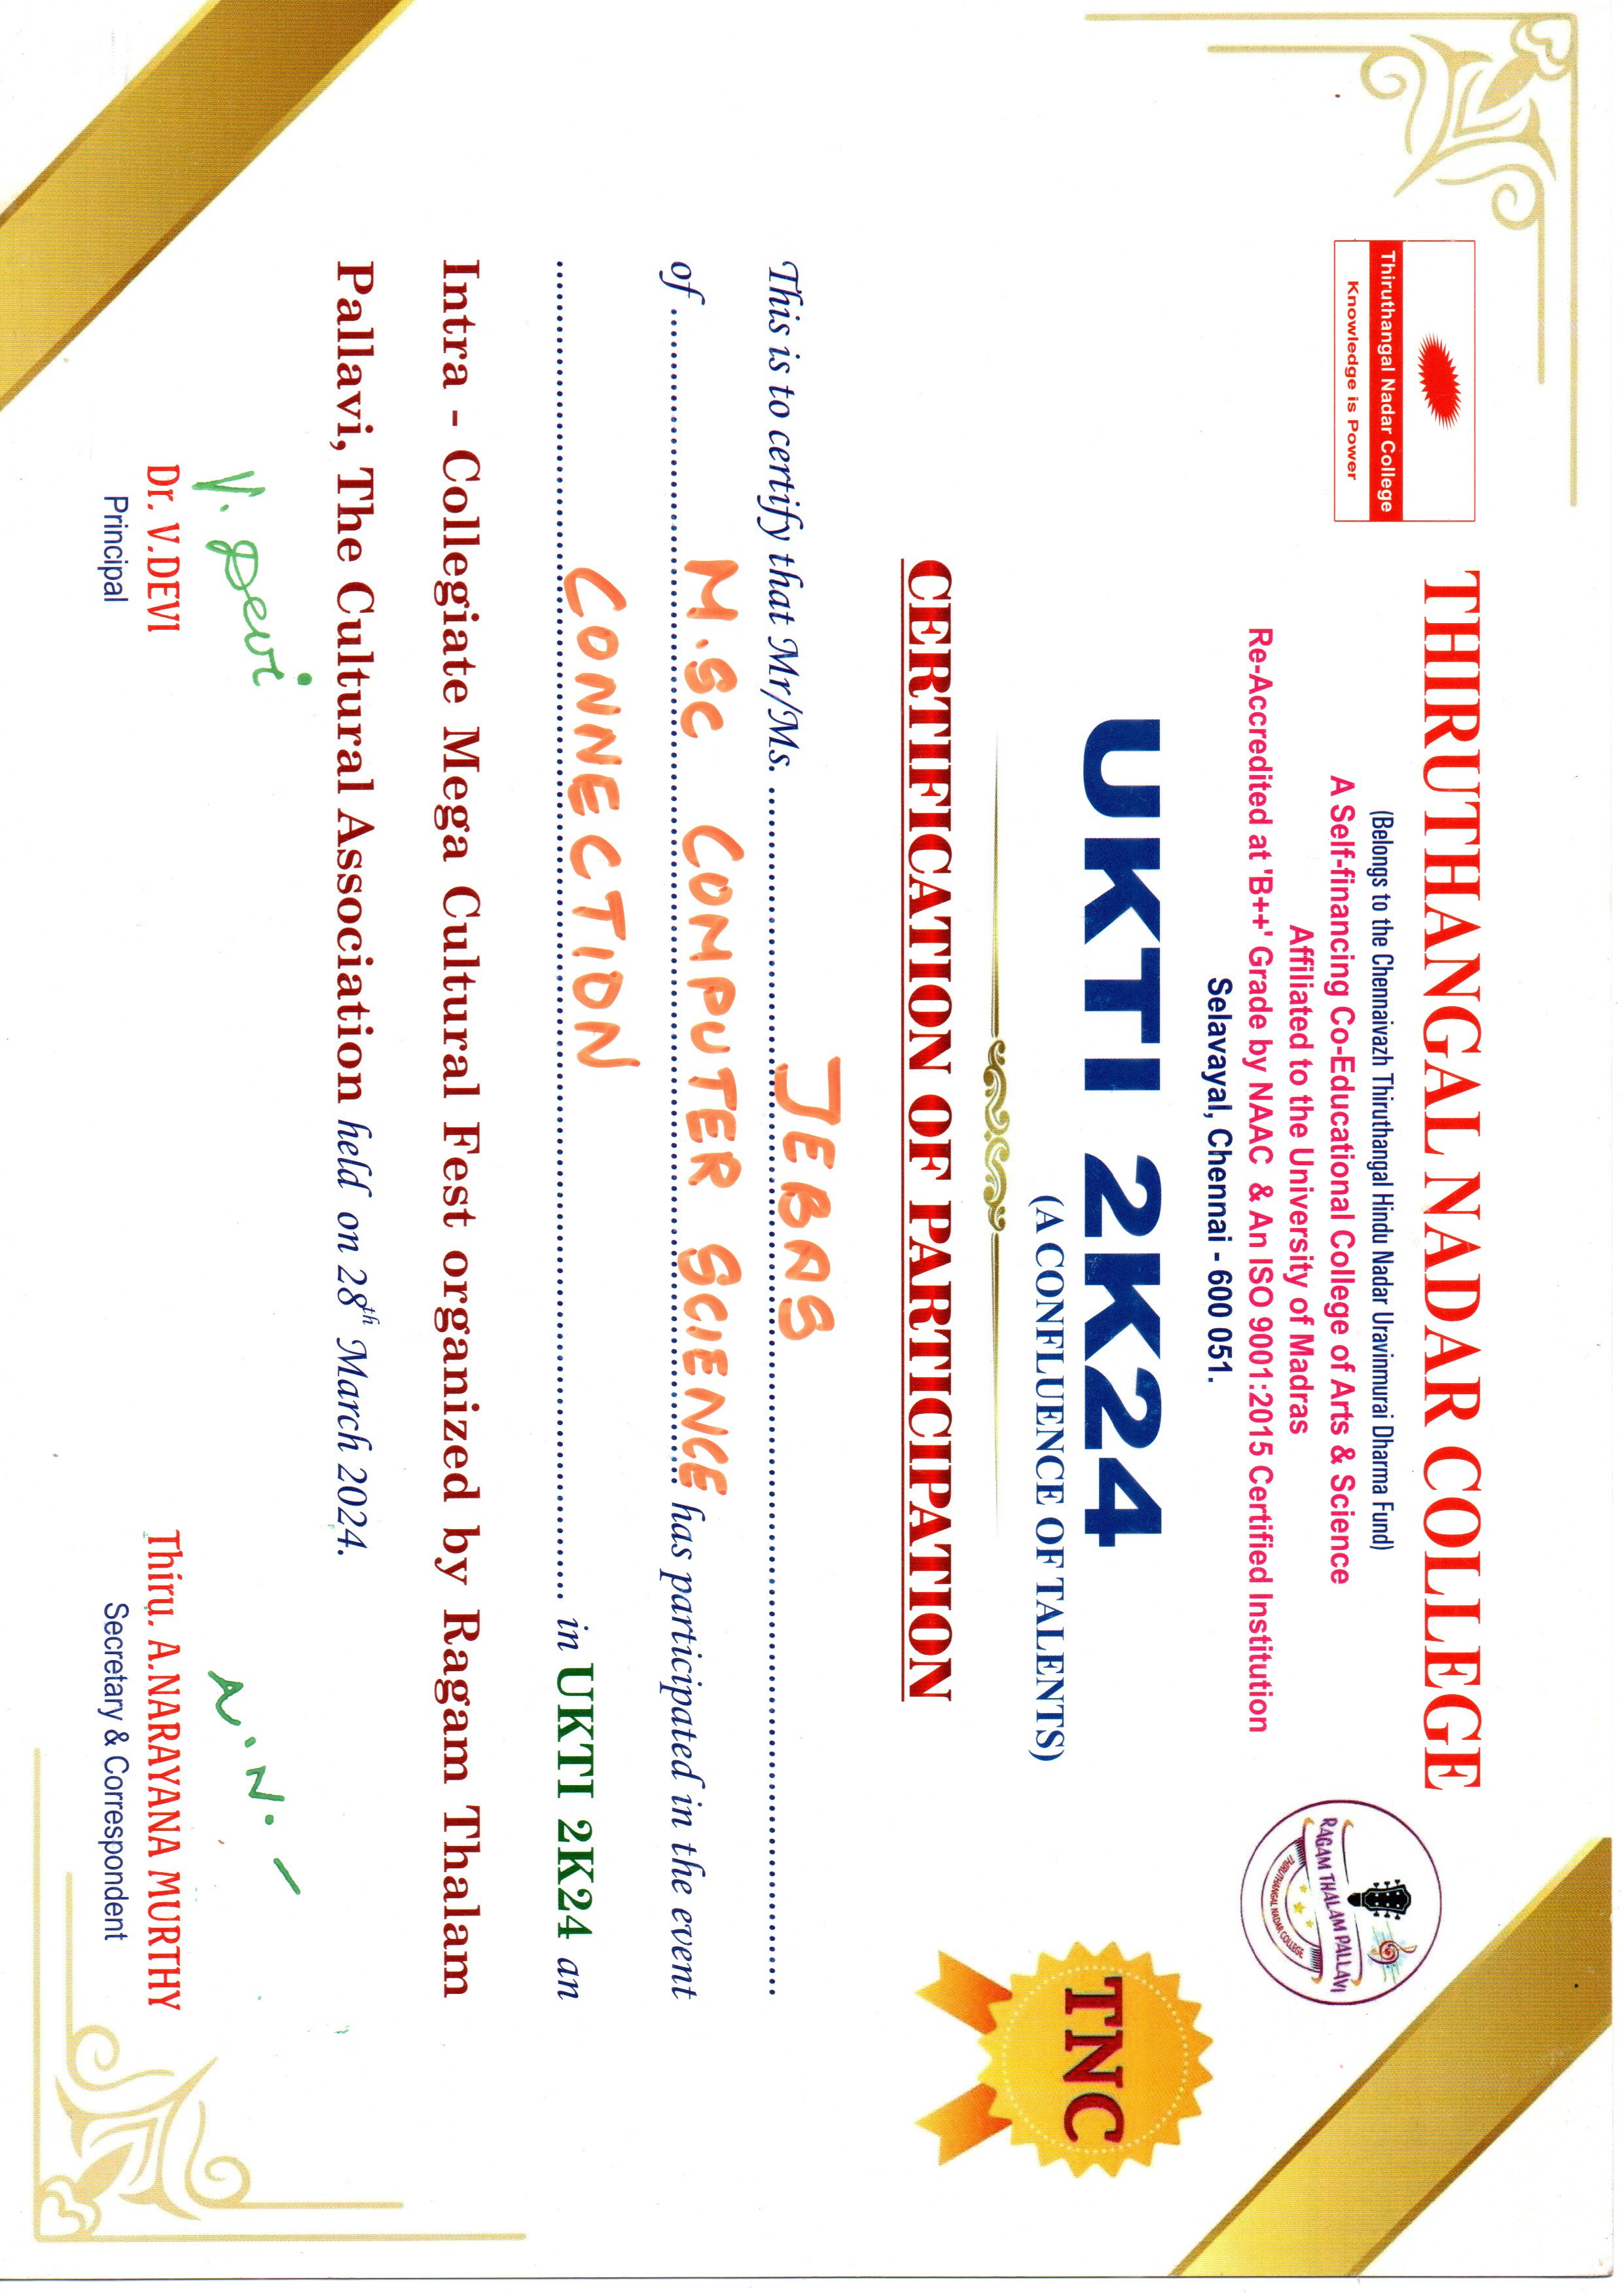 THIRUTHANGAL NADAR COLLEGE
Thiruthangal Nadar College
Knowledge is Power
(Belongs to the Chennaivazh Thiruthangal Hindu Nadar Uravinmurai Dharma Fund)
A Self-financing Co-Educational College of Arts & Science
Affiliated to the University of Madras
Re-Accredited at 'B++' Grade by NAAC & An ISO 9001:2015 Certified Institution
Selavayal, Chennai - 600 051.
RAGAM THALAM PALLAVI
THIRUTHANGAL NADAR COLLEGE
UKTI 2K24
(A CONFLUENCE OF TALENTS)
TNC
CERTIFICATION OF PARTICIPATION
This is to certify that Mr/Ms. JEBAS
of M.SC COMPUTER SCIENCE has participated in the event
CONNECTION in UKTI 2K24 an
Intra - Collegiate Mega Cultural Fest organized by Ragam Thalam
Pallavi, The Cultural Association held on 28th March 2024.
V. Devi
A.N.-
Dr. V.DEVI
Principal
Thiru. A.NARAYANA MURTHY
Secretary & Correspondent